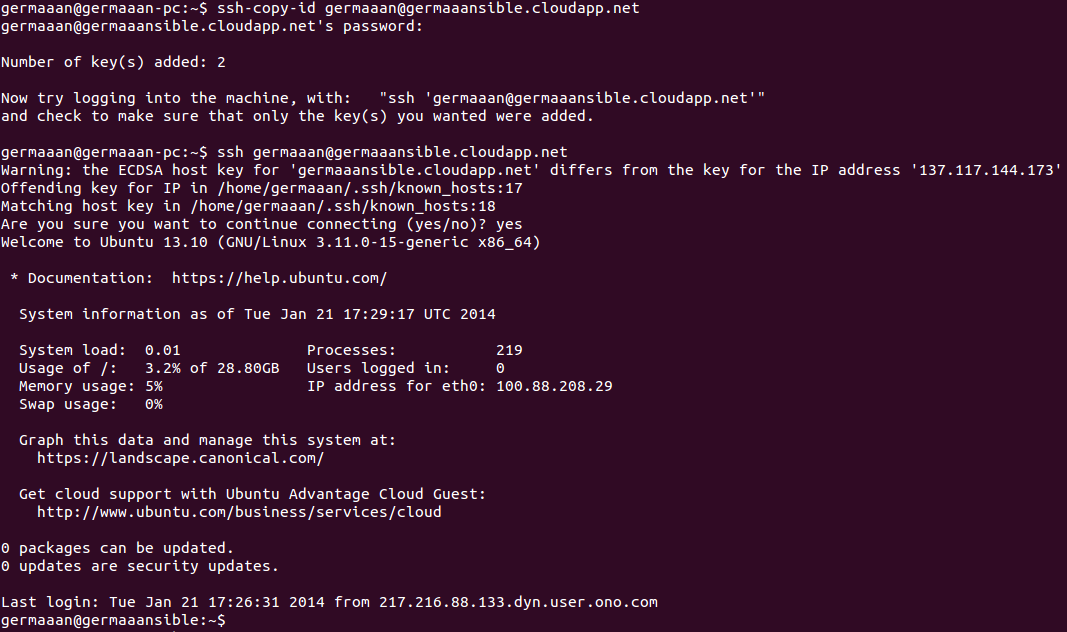 germaaan@germaaan-pc:~$ ssh-copy-id germaaan@germaaansible.cloudapp.net
germaaan@germaaansible.cloudapp.net's password:
Number of key(s) added: 2
Now try logging into the machine, with:   "ssh 'germaaan@germaaansible.cloudapp.net'"
and check to make sure that only the key(s) you wanted were added.
germaaan@germaaan-pc:~$ ssh germaaan@germaaansible.cloudapp.net
Warning: the ECDSA host key for 'germaaansible.cloudapp.net' differs from the key for the IP address '137.117.144.173'
Offending key for IP in /home/germaaan/.ssh/known_hosts:17
Matching host key in /home/germaaan/.ssh/known_hosts:18
Are you sure you want to continue connecting (yes/no)? yes
Welcome to Ubuntu 13.10 (GNU/Linux 3.11.0-15-generic x86_64)
 * Documentation:  https://help.ubuntu.com/
  System information as of Tue Jan 21 17:29:17 UTC 2014
  System load:  0.01              Processes:           219
  Usage of /:   3.2% of 28.80GB   Users logged in:     0
  Memory usage: 5%                IP address for eth0: 100.88.208.29
  Swap usage:   0%
  Graph this data and manage this system at:
    https://landscape.canonical.com/
  Get cloud support with Ubuntu Advantage Cloud Guest:
    http://www.ubuntu.com/business/services/cloud
0 packages can be updated.
0 updates are security updates.
Last login: Tue Jan 21 17:26:31 2014 from 217.216.88.133.dyn.user.ono.com
germaaan@germaaansible:~$